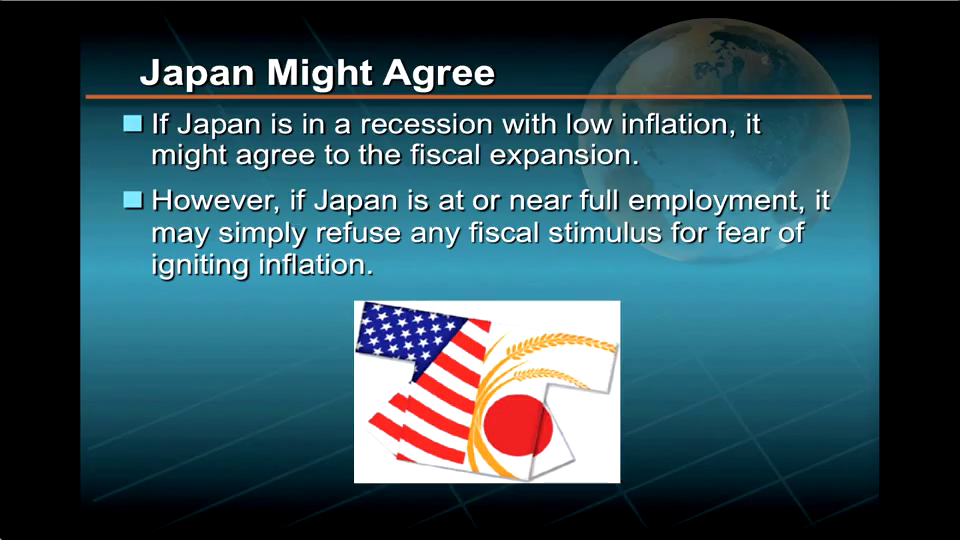 Japan Might Agree
If Japan is in a recession with low inflation, it
might agree to the fiscal expansion.
However, if Japan is at or near full employment, it
may simply refuse any fiscal stimulus for fear of
igniting inflation.